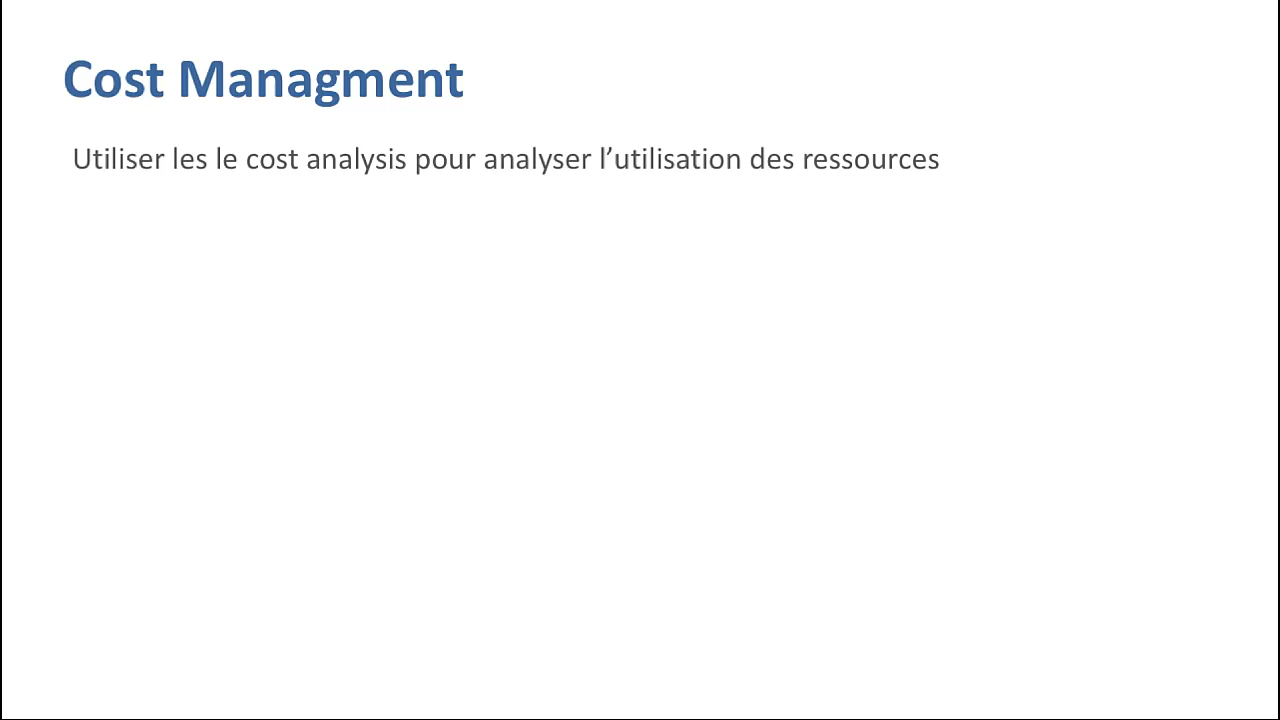 Cost Managment
Utiliser les le cost analysis pour analyser l’utilisation des ressources